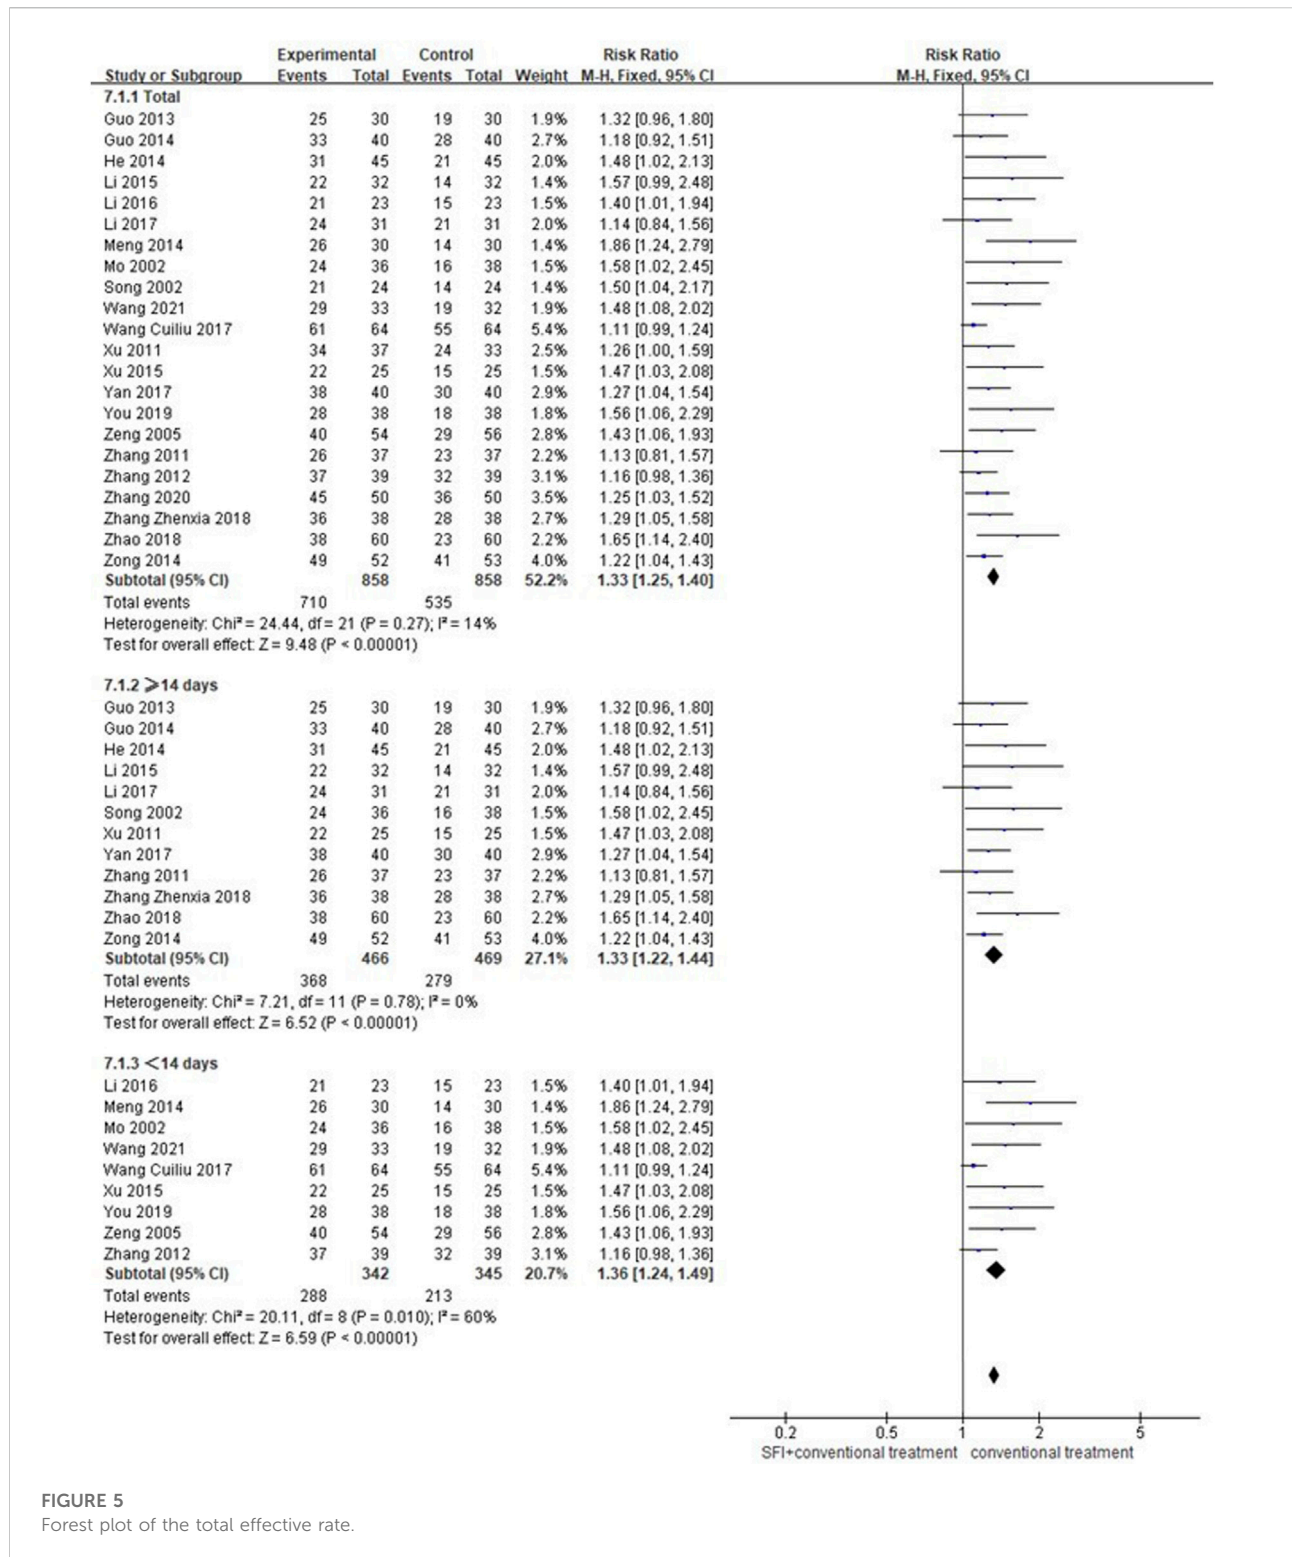 Experimental Control Risk Ratio Risk Ratio
Study or Subgroup Events Total Events Total Weight M-H, Fixed, 95% CI M-H, Fixed, 95% CI
7.1.1 Total
Guo 2013 25 30 19 30 1.9% 1.32 [0.96, 1.80]
Guo 2014 33 40 28 40 2.7% 1.18 [0.92, 1.51]
He 2014 31 45 21 45 2.0% 1.48 [1.02, 2.13]
Li 2015 22 32 14 32 1.4% 1.57 [0.99, 2.48]
Li 2016 21 23 15 23 1.5% 1.40 [1.01, 1.94]
Li 2017 24 31 21 31 2.0% 1.14 [0.84, 1.56]
Meng 2014 26 30 14 30 1.4% 1.86 [1.24, 2.79]
Mo 2002 24 36 16 38 1.5% 1.58 [1.02, 2.45]
Song 2002 21 24 14 24 1.4% 1.50 [1.04, 2.17]
Wang 2021 29 33 19 32 1.9% 1.48 [1.08, 2.02]
Wang Cuiliu 2017 61 64 55 64 5.4% 1.11 [0.99, 1.24]
Xu 2011 34 37 24 33 2.5% 1.26 [1.00, 1.59]
Xu 2015 22 25 15 25 1.5% 1.47 [1.03, 2.08]
Yan 2017 38 40 30 40 2.9% 1.27 [1.04, 1.54]
You 2019 28 38 18 38 1.8% 1.56 [1.06, 2.29]
Zeng 2005 40 54 29 56 2.8% 1.43 [1.06, 1.93]
Zhang 2011 26 37 23 37 2.2% 1.13 [0.81, 1.57]
Zhang 2012 37 39 32 39 3.1% 1.16 [0.98, 1.36]
Zhang 2020 45 50 36 50 3.5% 1.25 [1.03, 1.52]
Zhang Zhenxia 2018 36 38 28 38 2.7% 1.29 [1.05, 1.58]
Zhao 2018 38 60 23 60 2.2% 1.65 [1.14, 2.40]
Zong 2014 49 52 41 53 4.0% 1.22 [1.04, 1.43]
Subtotal (95% CI) 858 858 52.2% 1.33 [1.25, 1.40]
Total events 710 535
Heterogeneity: Chi² = 24.44, df = 21 (P = 0.27); I² = 14%
Test for overall effect: Z = 9.48 (P < 0.00001)
7.1.2 ⩾14 days
Guo 2013 25 30 19 30 1.9% 1.32 [0.96, 1.80]
Guo 2014 33 40 28 40 2.7% 1.18 [0.92, 1.51]
He 2014 31 45 21 45 2.0% 1.48 [1.02, 2.13]
Li 2015 22 32 14 32 1.4% 1.57 [0.99, 2.48]
Li 2017 24 31 21 31 2.0% 1.14 [0.84, 1.56]
Song 2002 24 36 16 38 1.5% 1.58 [1.02, 2.45]
Xu 2011 22 25 15 25 1.5% 1.47 [1.03, 2.08]
Yan 2017 38 40 30 40 2.9% 1.27 [1.04, 1.54]
Zhang 2011 26 37 23 37 2.2% 1.13 [0.81, 1.57]
Zhang Zhenxia 2018 36 38 28 38 2.7% 1.29 [1.05, 1.58]
Zhao 2018 38 60 23 60 2.2% 1.65 [1.14, 2.40]
Zong 2014 49 52 41 53 4.0% 1.22 [1.04, 1.43]
Subtotal (95% CI) 466 469 27.1% 1.33 [1.22, 1.44]
Total events 368 279
Heterogeneity: Chi² = 7.21, df = 11 (P = 0.78); I² = 0%
Test for overall effect: Z = 6.52 (P < 0.00001)
7.1.3 <14 days
Li 2016 21 23 15 23 1.5% 1.40 [1.01, 1.94]
Meng 2014 26 30 14 30 1.4% 1.86 [1.24, 2.79]
Mo 2002 24 36 16 38 1.5% 1.58 [1.02, 2.45]
Wang 2021 29 33 19 32 1.9% 1.48 [1.08, 2.02]
Wang Cuiliu 2017 61 64 55 64 5.4% 1.11 [0.99, 1.24]
Xu 2015 22 25 15 25 1.5% 1.47 [1.03, 2.08]
You 2019 28 38 18 38 1.8% 1.56 [1.06, 2.29]
Zeng 2005 40 54 29 56 2.8% 1.43 [1.06, 1.93]
Zhang 2012 37 39 32 39 3.1% 1.16 [0.98, 1.36]
Subtotal (95% CI) 342 345 20.7% 1.36 [1.24, 1.49]
Total events 288 213
Heterogeneity: Chi² = 20.11, df = 8 (P = 0.010); I² = 60%
Test for overall effect: Z = 6.59 (P < 0.00001)
0.2 0.5 1 2 5
SFI+conventional treatment conventional treatment
FIGURE 5
Forest plot of the total effective rate.